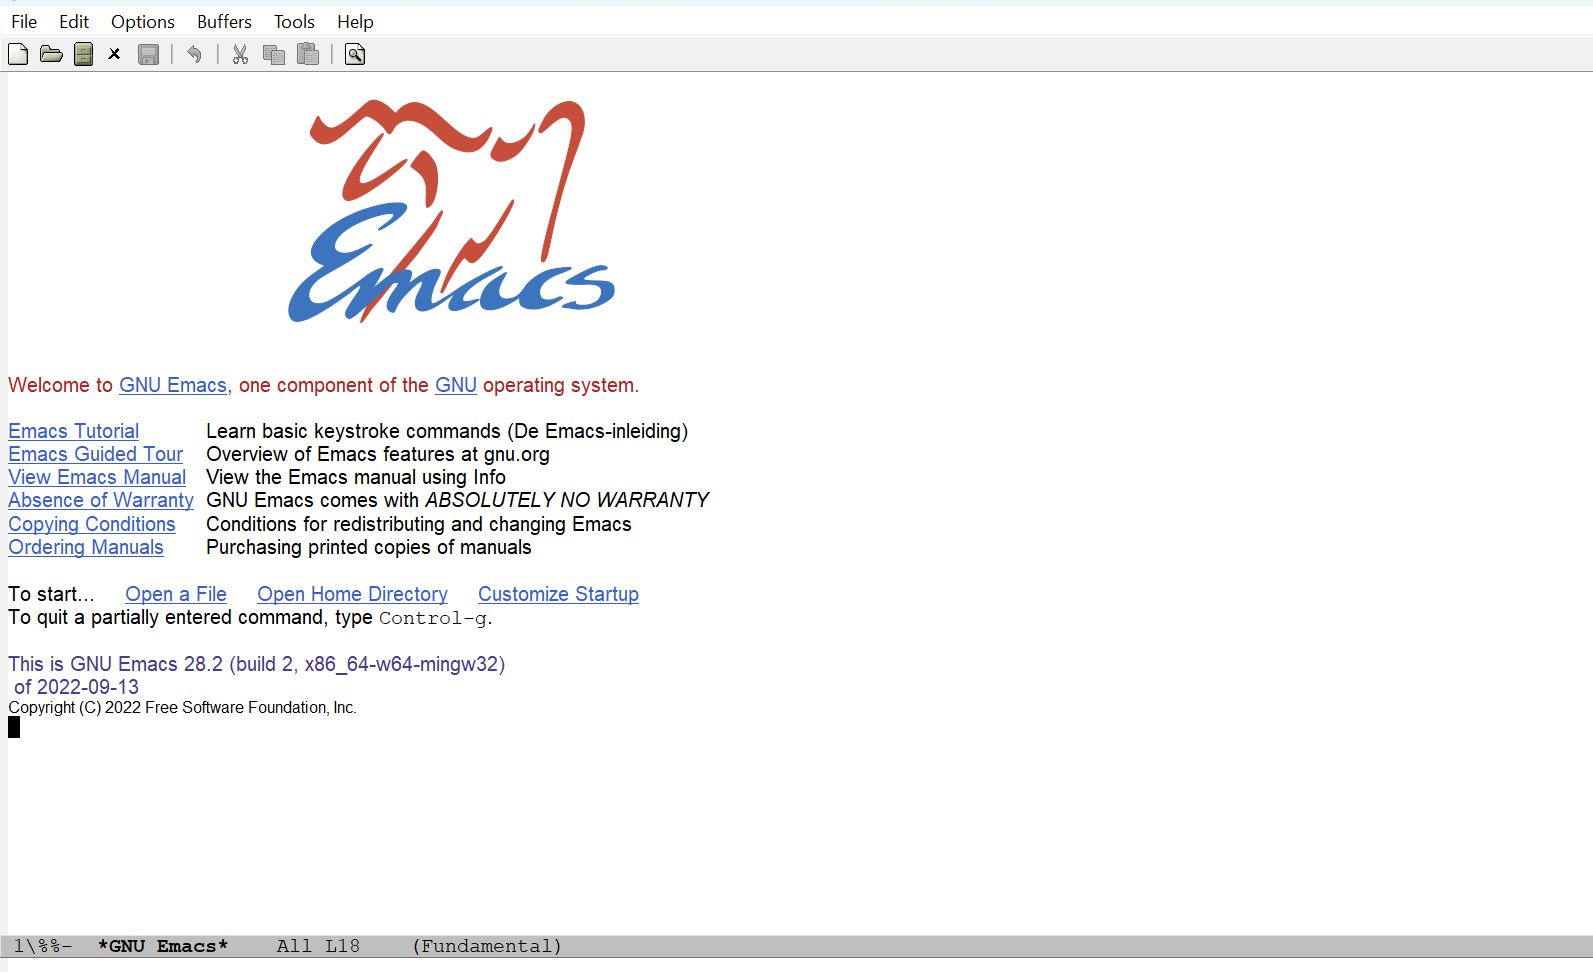 File Edit Options Buffers Tools Help
Emacs
Welcome to GNU Emacs, one component of the GNU operating system.
Emacs Tutorial Learn basic keystroke commands (De Emacs-inleiding)
Emacs Guided Tour Overview of Emacs features at gnu.org
View Emacs Manual View the Emacs manual using Info
Absence of Warranty GNU Emacs comes with ABSOLUTELY NO WARRANTY
Copying Conditions Conditions for redistributing and changing Emacs
Ordering Manuals Purchasing printed copies of manuals
To start... Open a File Open Home Directory Customize Startup
To quit a partially entered command, type Control-g.
This is GNU Emacs 28.2 (build 2, x86_64-w64-mingw32)
of 2022-09-13
Copyright (C) 2022 Free Software Foundation, Inc.
1\%%- *GNU Emacs* All L18 (Fundamental)